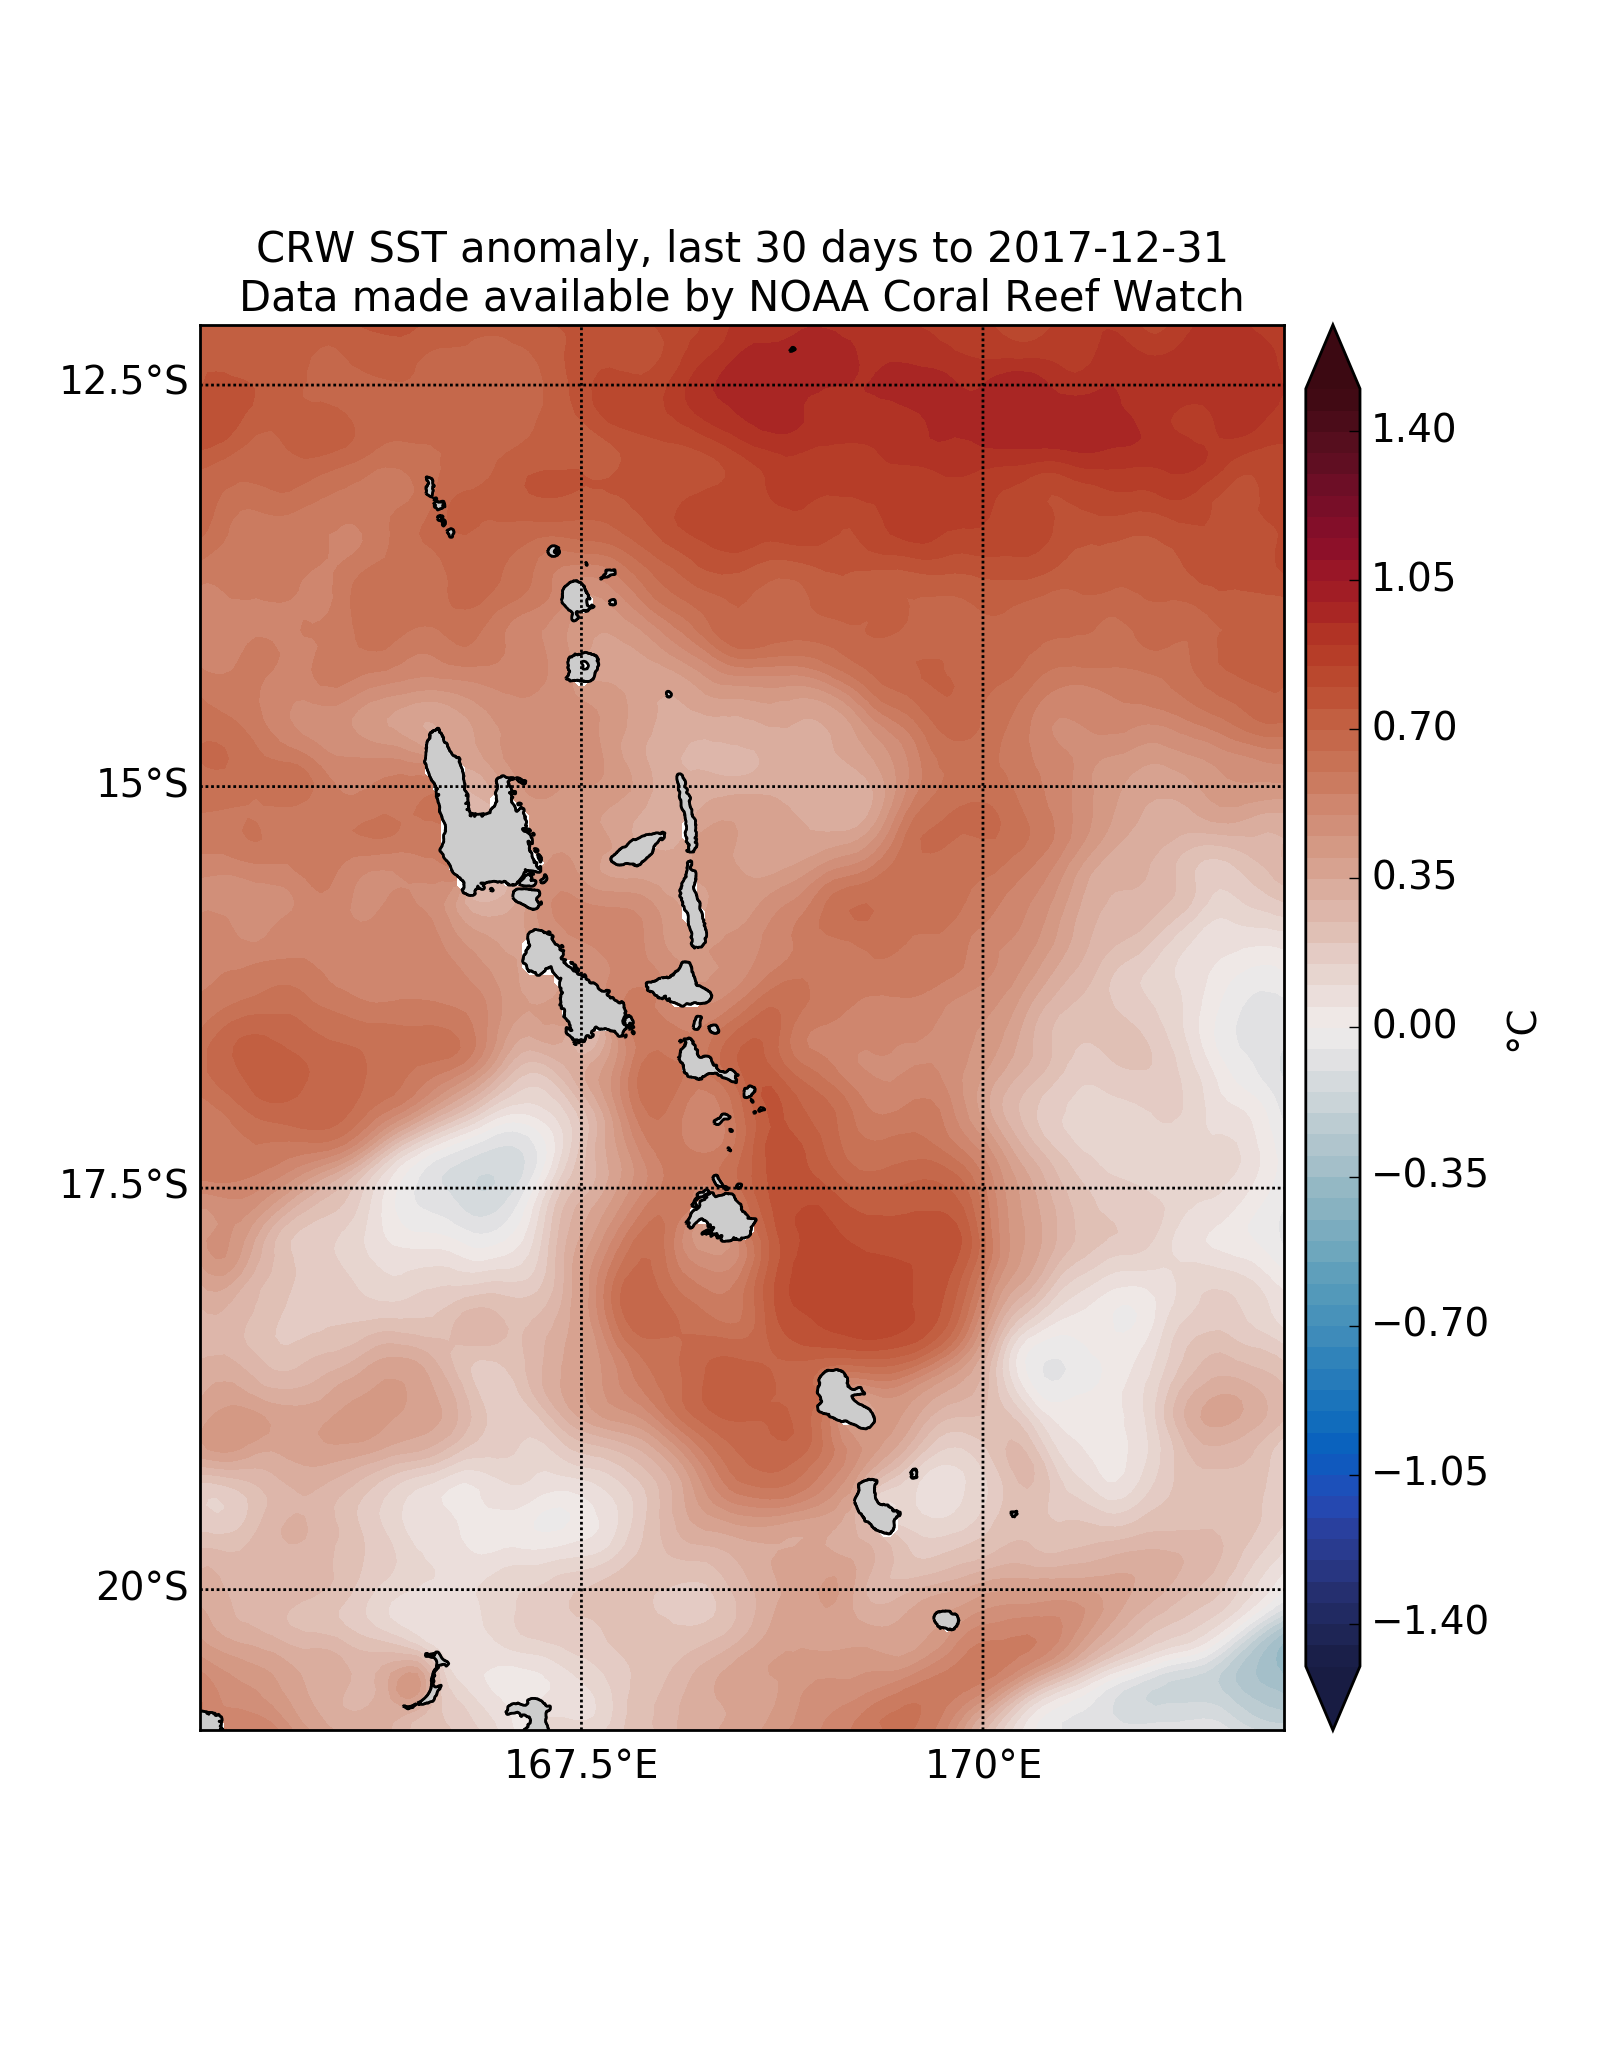 CRW SST anomaly, last 30 days to 2017-12-31
Data made available by NOAA Coral Reef Watch
12.5°S
15°S
17.5°S
20°S
167.5°E
170°E
1.40
1.05
0.70
0.35
0.00
−0.35
−0.70
−1.05
−1.40
°C